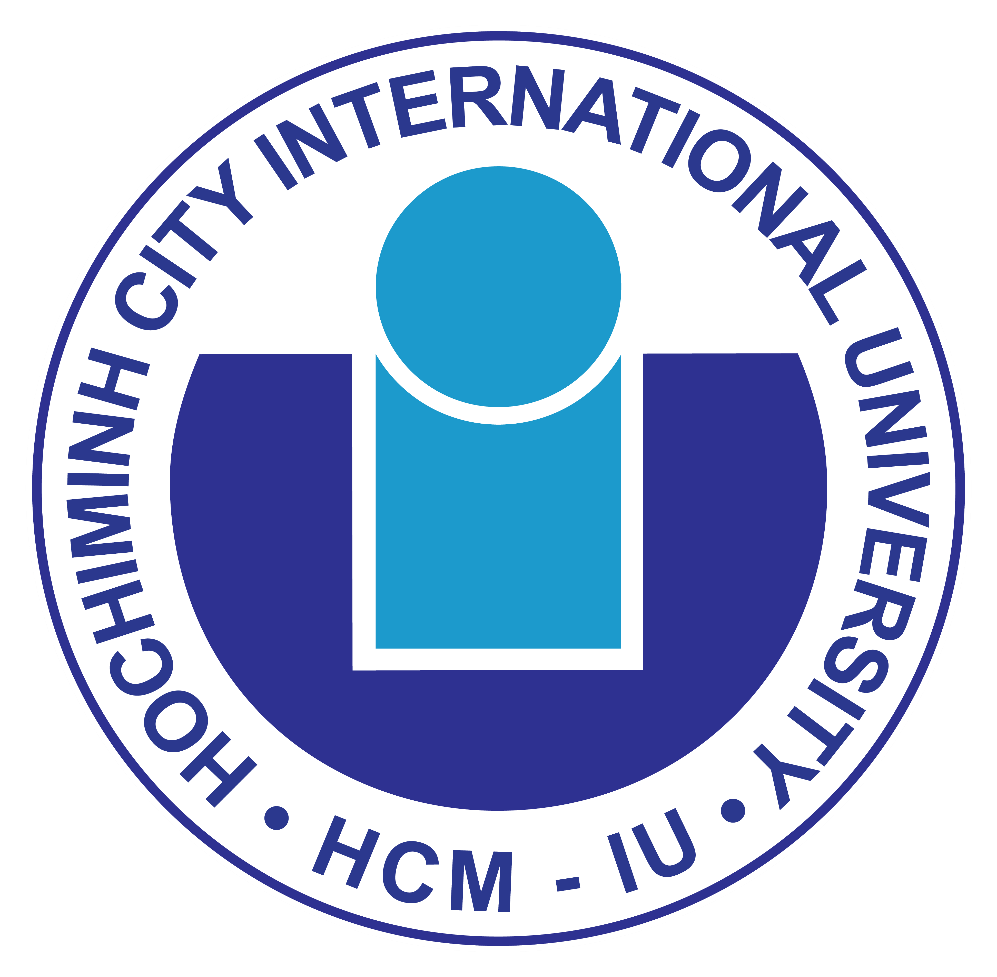 HOCHIMINH CITY INTERNATIONAL UNIVERSITY
• HCM - IU •